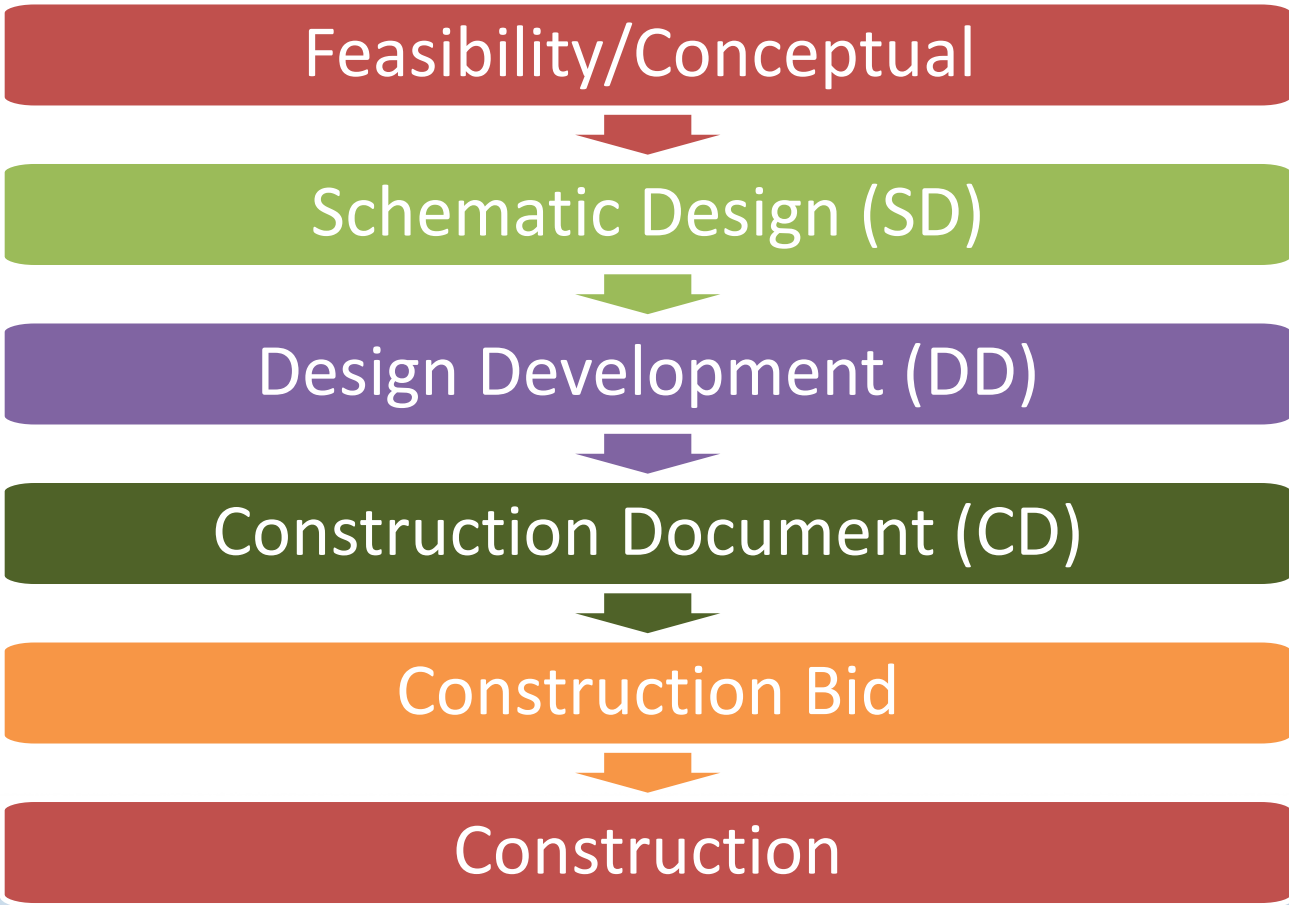 Feasibility/Conceptual
Schematic Design (SD)
Design Development (DD)
Construction Document (CD)
Construction Bid
Construction